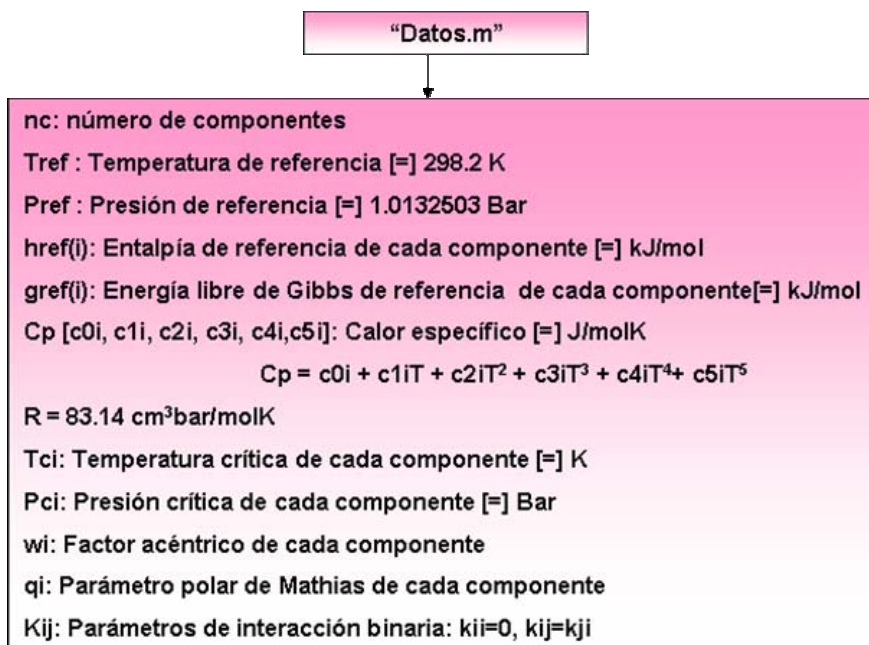 “Datos.m”
nc: número de componentes
Tref : Temperatura de referencia [=] 298.2 K
Pref : Presión de referencia [=] 1.0132503 Bar
href(i): Entalpía de referencia de cada componente [=] kJ/mol
gref(i): Energía libre de Gibbs de referencia de cada componente[=] kJ/mol
Cp [c0i, c1i, c2i, c3i, c4i,c5i]: Calor específico [=] J/molK
Cp = c0i + c1iT + c2iT² + c3iT³ + c4iT⁴+ c5iT⁵
R = 83.14 cm³bar/molK
Tci: Temperatura crítica de cada componente [=] K
Pci: Presión crítica de cada componente [=] Bar
wi: Factor acéntrico de cada componente
qi: Parámetro polar de Mathias de cada componente
Kij: Parámetros de interacción binaria: kii=0, kij=kji